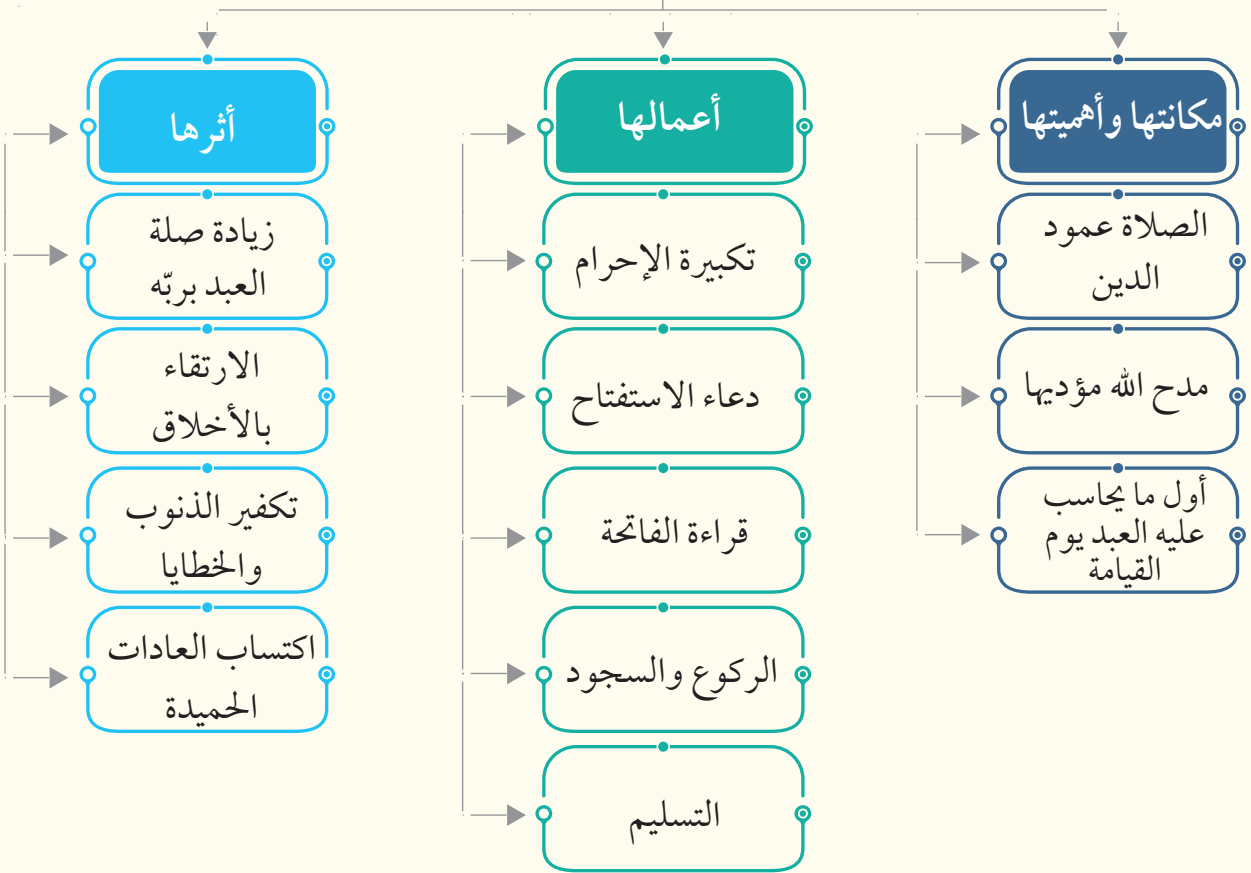 مكانتها وأهميتها
الصلاة عمود
الدين
مدح الله مؤديها
أول ما يحاسب
عليه العبد يوم
القيامة
أعمالها
تكبيرة الإحرام
دعاء الاستفتاح
قراءة الفاتحة
الركوع والسجود
التسليم
أثرها
زيادة صلة
العبد بربّه
الارتقاء
بالأخلاق
تكفير الذنوب
والخطايا
اكتساب العادات
الحميدة